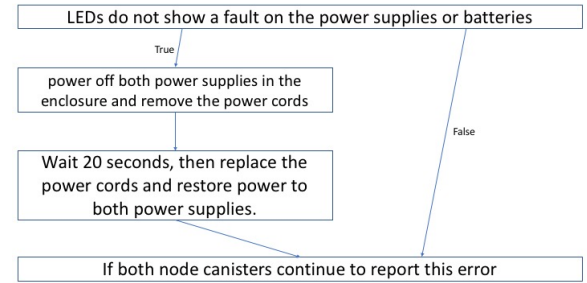 LEDs do not show a fault on the power supplies or batteries
True
power off both power supplies in the
enclosure and remove the power cords
False
Wait 20 seconds, then replace the
power cords and restore power to
both power supplies.
If both node canisters continue to report this error